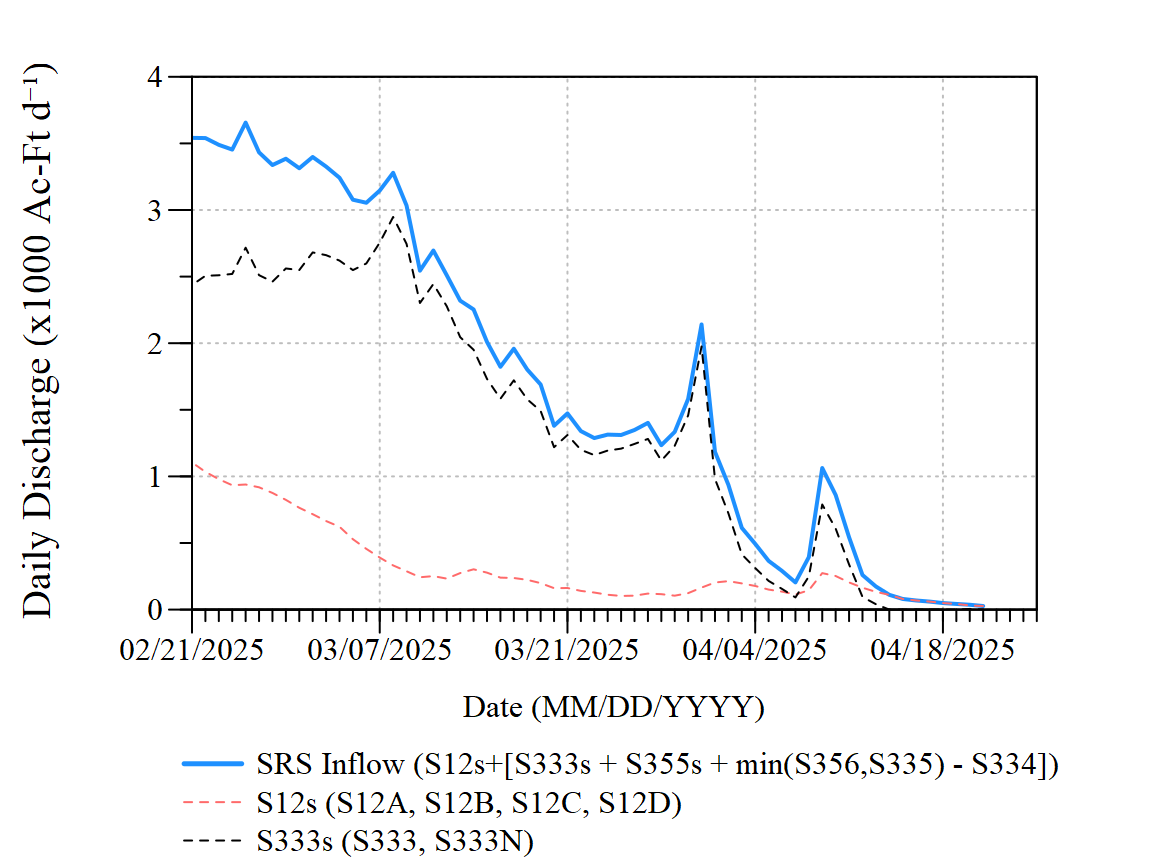 Daily Discharge (x1000 Ac-Ft d⁻¹)
4
3
2
1
0
02/21/2025 03/07/2025 03/21/2025 04/04/2025 04/18/2025
Date (MM/DD/YYYY)
SRS Inflow (S12s+[S333s + S355s + min(S356,S335) - S334])
S12s (S12A, S12B, S12C, S12D)
S333s (S333, S333N)